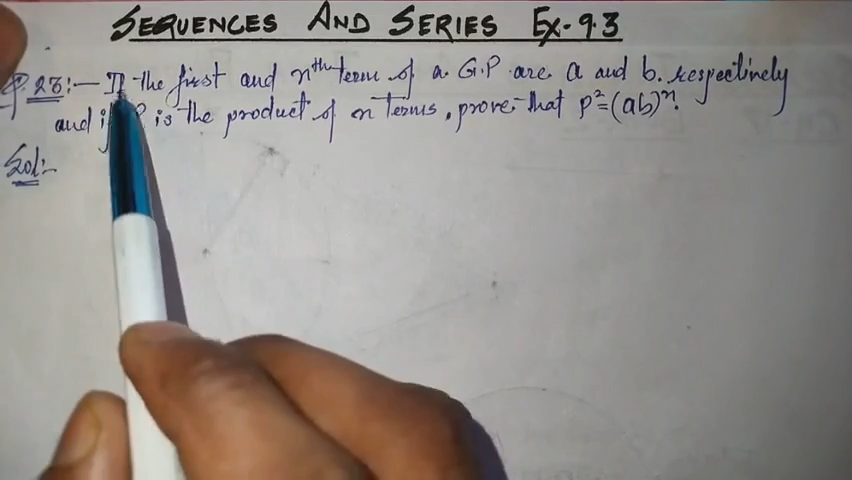 SEQUENCES AND SERIES Ex-9.3
Q.23:- If the first and nth term of a G.P are a and b. respectively
and if P is the product of n terms, prove that P²=(ab)ⁿ.
Sol:-